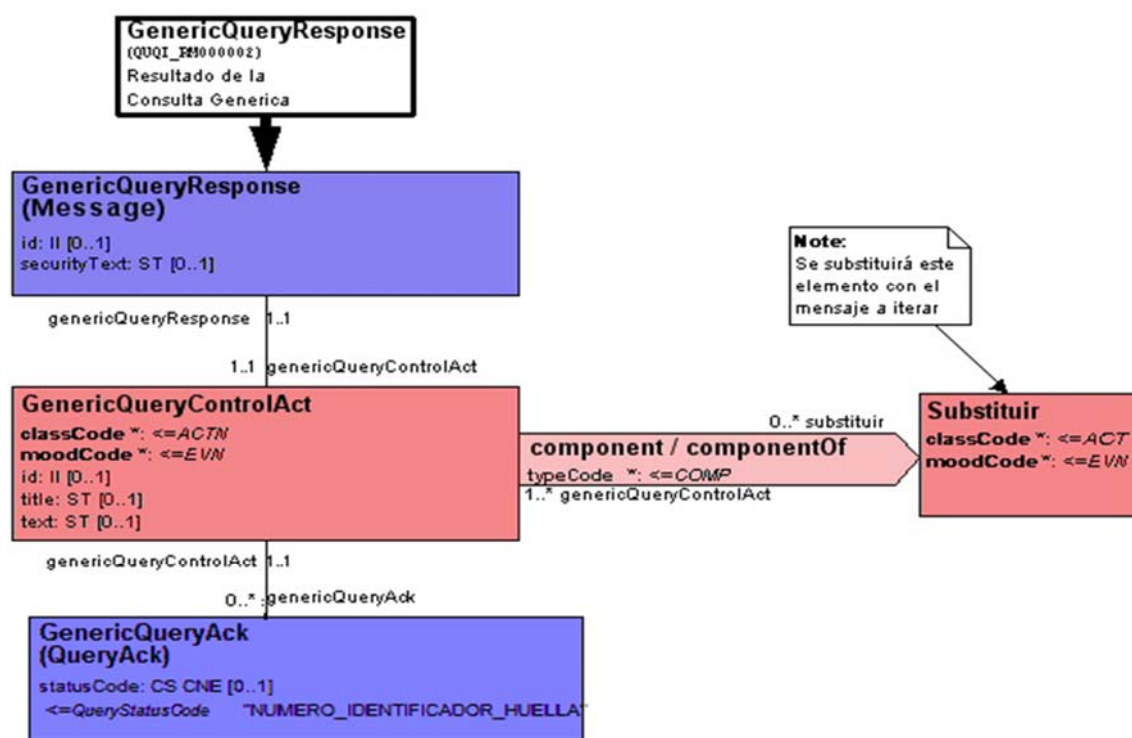 GenericQueryResponse
(QUQI_RM000002)
Resultado de la
Consulta Generica
GenericQueryResponse
(Message)
id: II [0..1]
securityText: ST [0..1]
genericQueryResponse 1..1
1..1 genericQueryControlAct
Note:
Se substituirá este
elemento con el
mensaje a iterar
GenericQueryControlAct
classCode *: <=ACTN
moodCode *: <=EVN
id: II [0..1]
title: ST [0..1]
text: ST [0..1]
0..* substituir
component / componentOf
typeCode *: <=COMP
1..* genericQueryControlAct
Substituir
classCode *: <=ACT
moodCode *: <=EVN
genericQueryControlAct 1..1
0..* genericQueryAck
GenericQueryAck
(QueryAck)
statusCode: CS CNE [0..1]
<=QueryStatusCode "NUMERO_IDENTIFICADOR_HUELLA"